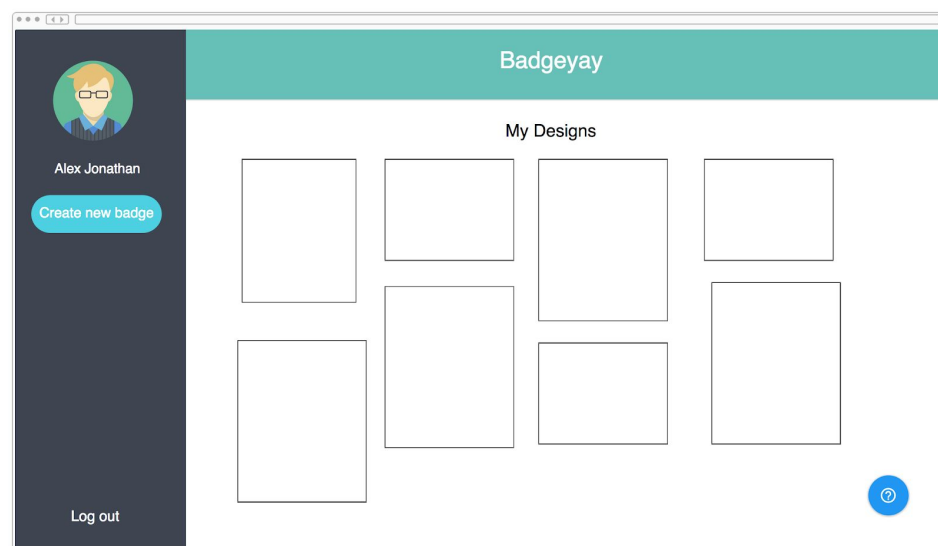 Badgeyay
My Designs
Alex Jonathan
Create new badge
Log out
?